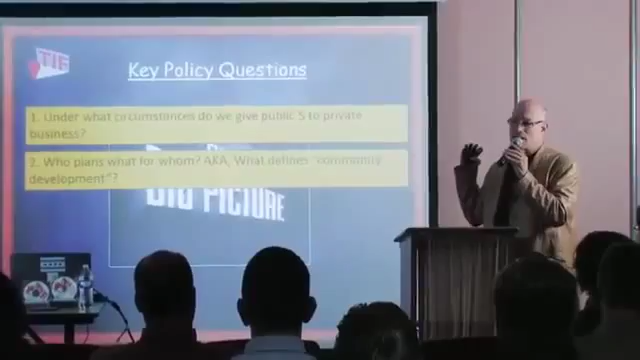 TIF
Key Policy Questions
1. Under what circumstances do we give public $ to private
business?
2. Who plans what for whom? AKA, What defines "community
development"?
BIG PICTURE